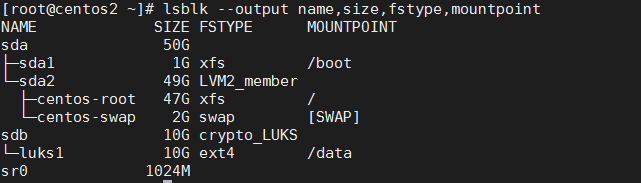 [root@centos2 ~]# lsblk --output name,size,fstype,mountpoint
NAME            SIZE FSTYPE      MOUNTPOINT
sda              50G
├─sda1            1G xfs         /boot
└─sda2           49G LVM2_member
  ├─centos-root  47G xfs         /
  └─centos-swap   2G swap        [SWAP]
sdb              10G crypto_LUKS
└─luks1          10G ext4        /data
sr0            1024M